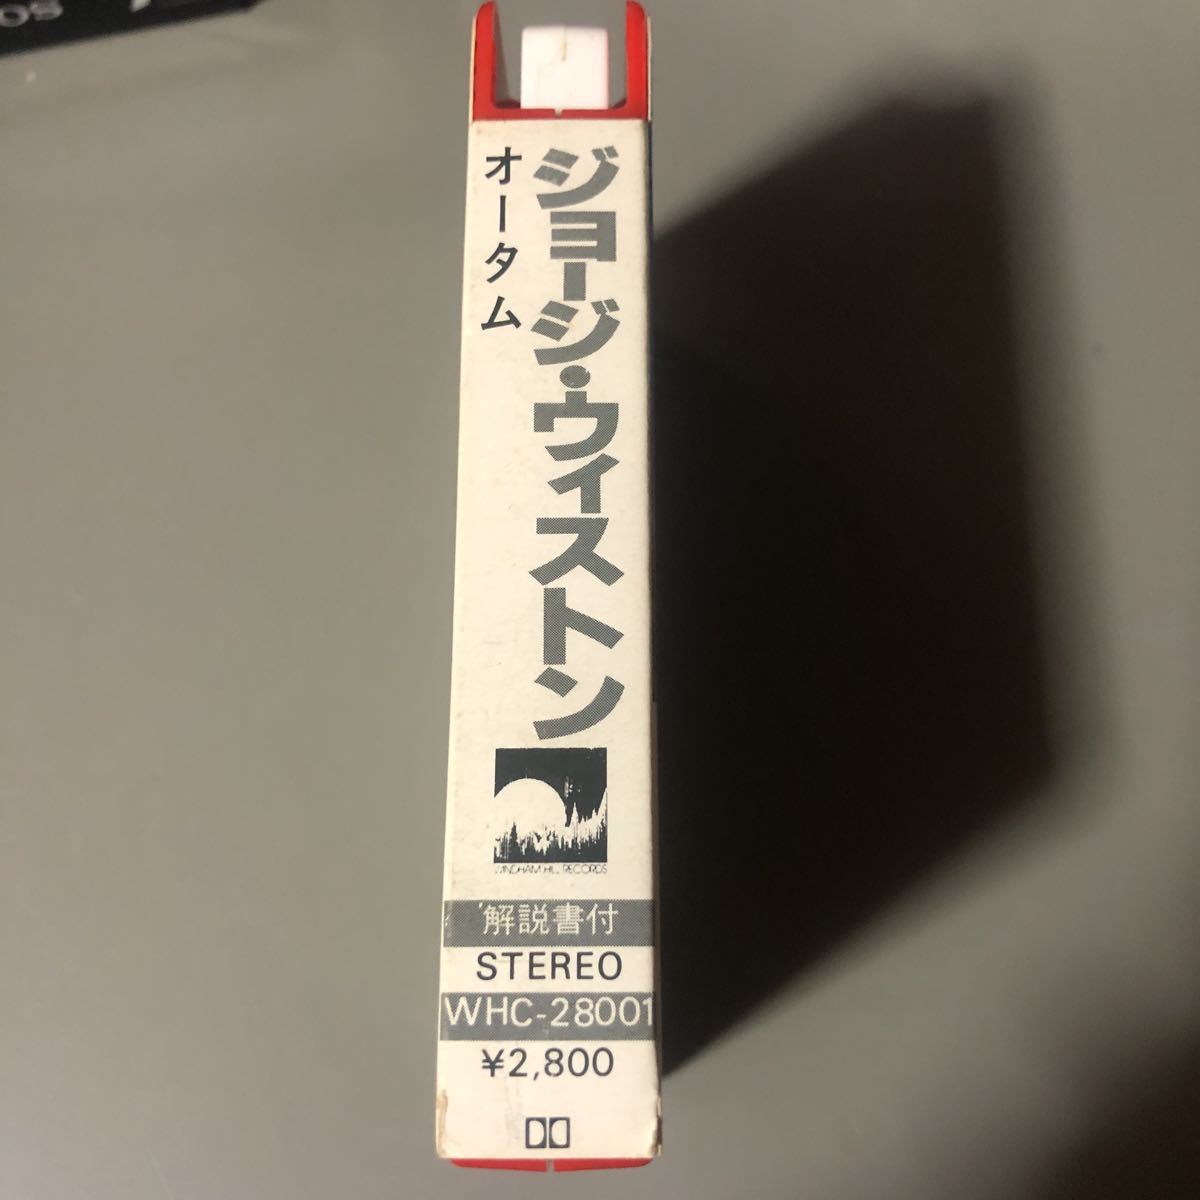 ジョージ・ウィンストン
オータム
WINDHAM HILL RECORDS
解説書付
STEREO
WHC-28001
¥2,800